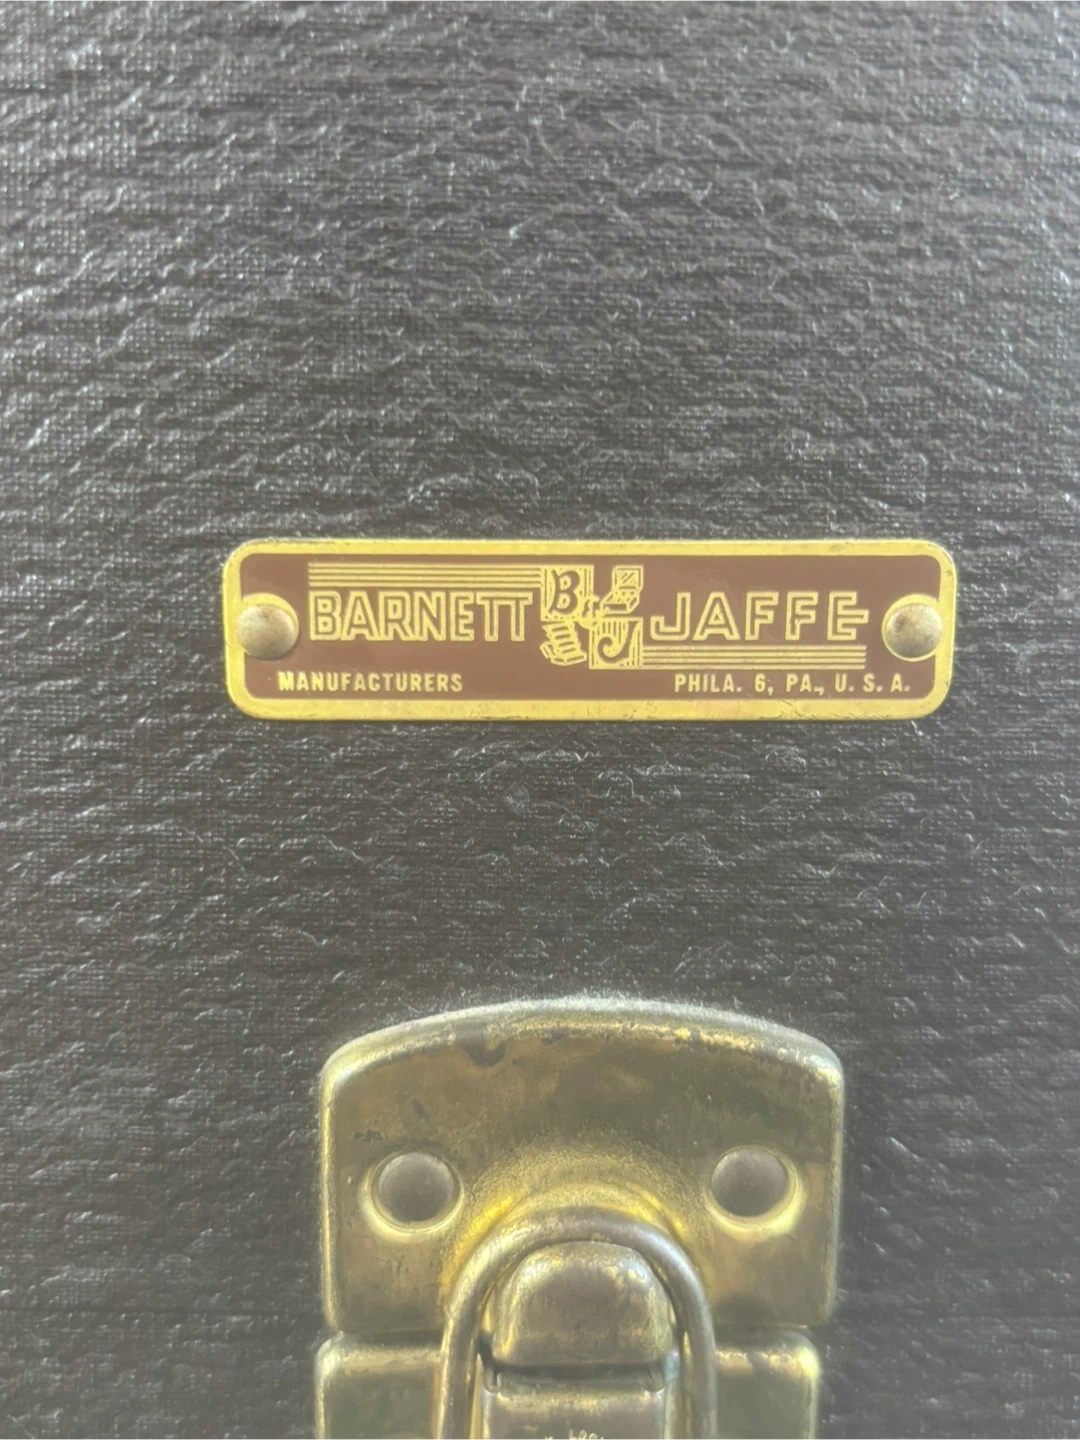 BARNETT B & J JAFFE
MANUFACTURERS PHILA. 6, PA., U. S. A.